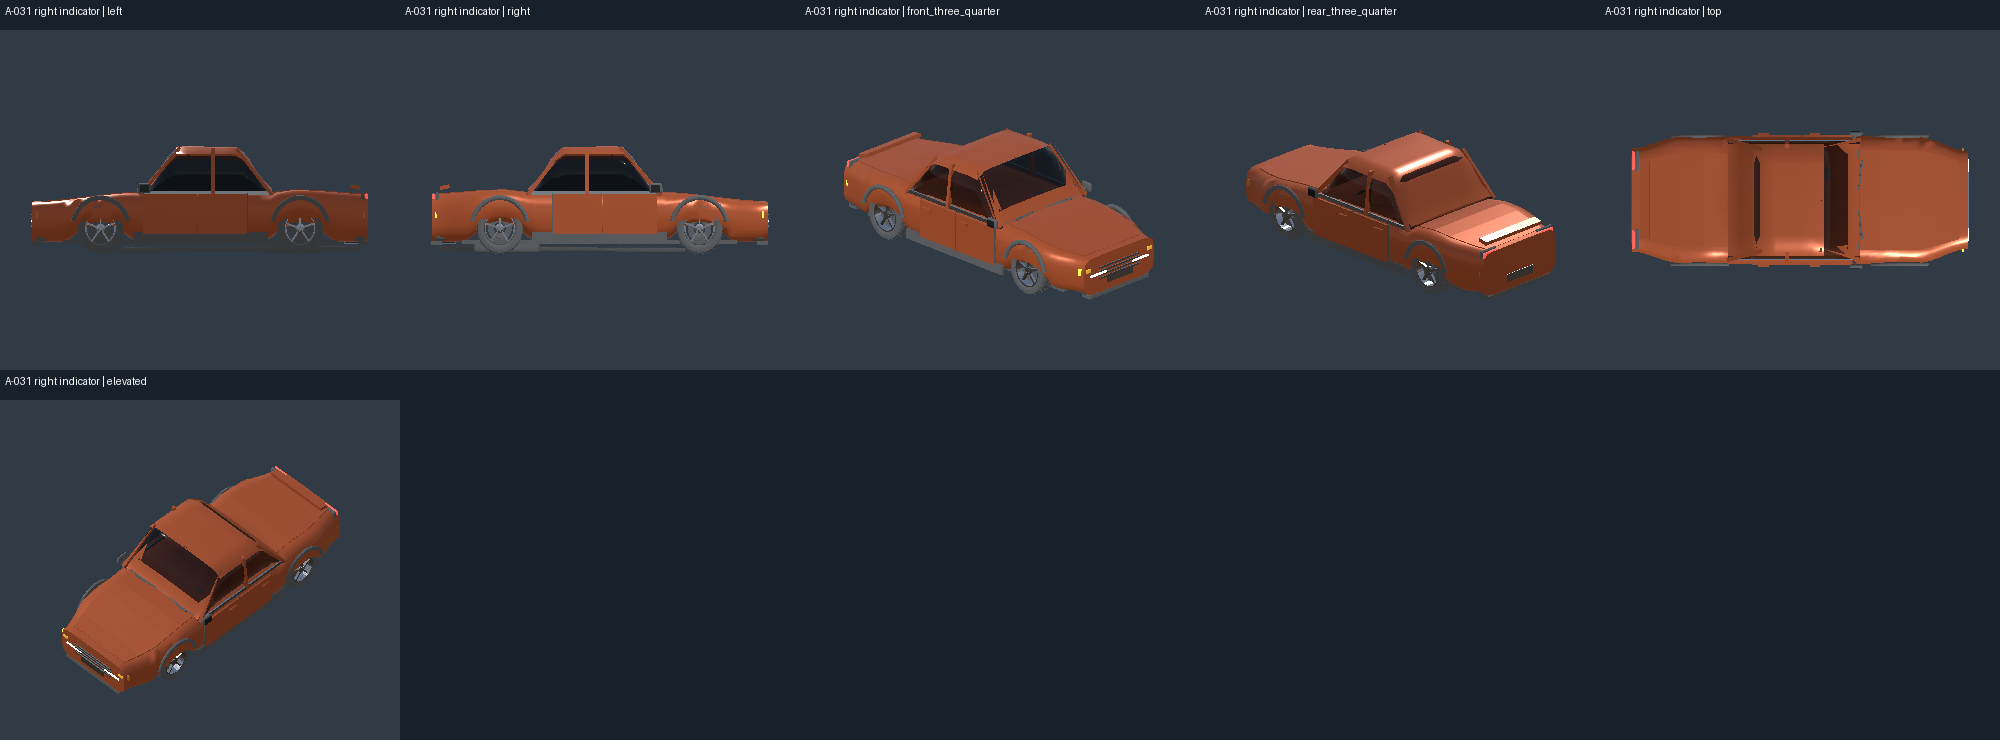 A-031 right indicator | left
A-031 right indicator | right
A-031 right indicator | front_three_quarter
A-031 right indicator | rear_three_quarter
A-031 right indicator | top
A-031 right indicator | elevated